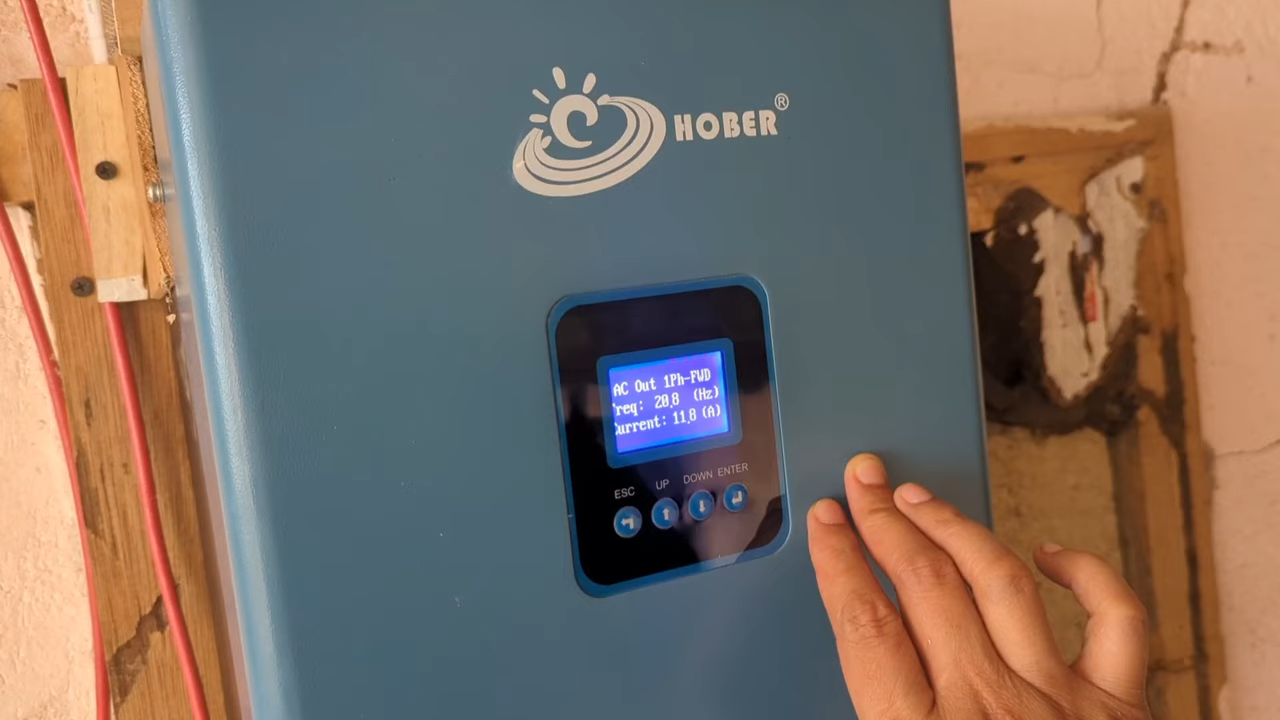 HOBER®
AC Out 1Ph-FWD
req: 20.8 (Hz)
urrent: 11.8 (A)
ESC UP DOWN ENTER